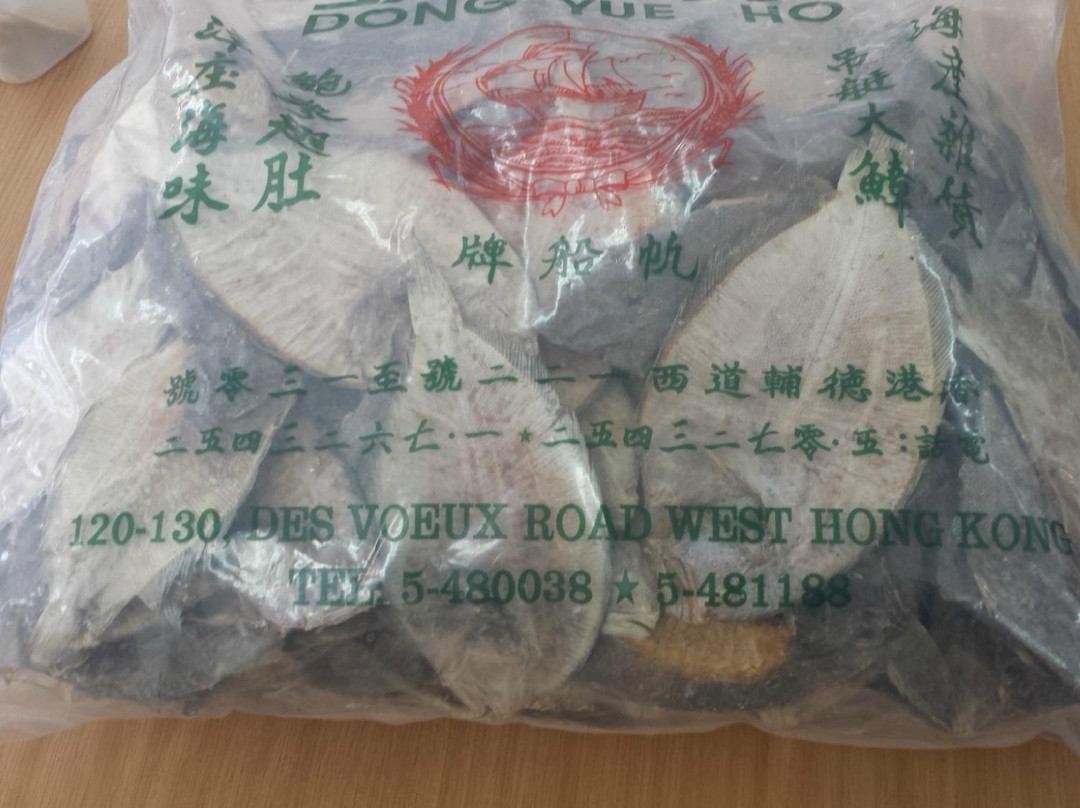 DONG YUE HO
海產雜貨
大鱆
鮑參翅肚
庄海味
帆船牌
香港德輔道西一二二號至一三零號
電話:五·零七二三四五二★一·七六二三四五二
120-130, DES VOEUX ROAD WEST HONG KONG
TEL: 5-480038 ★ 5-481188